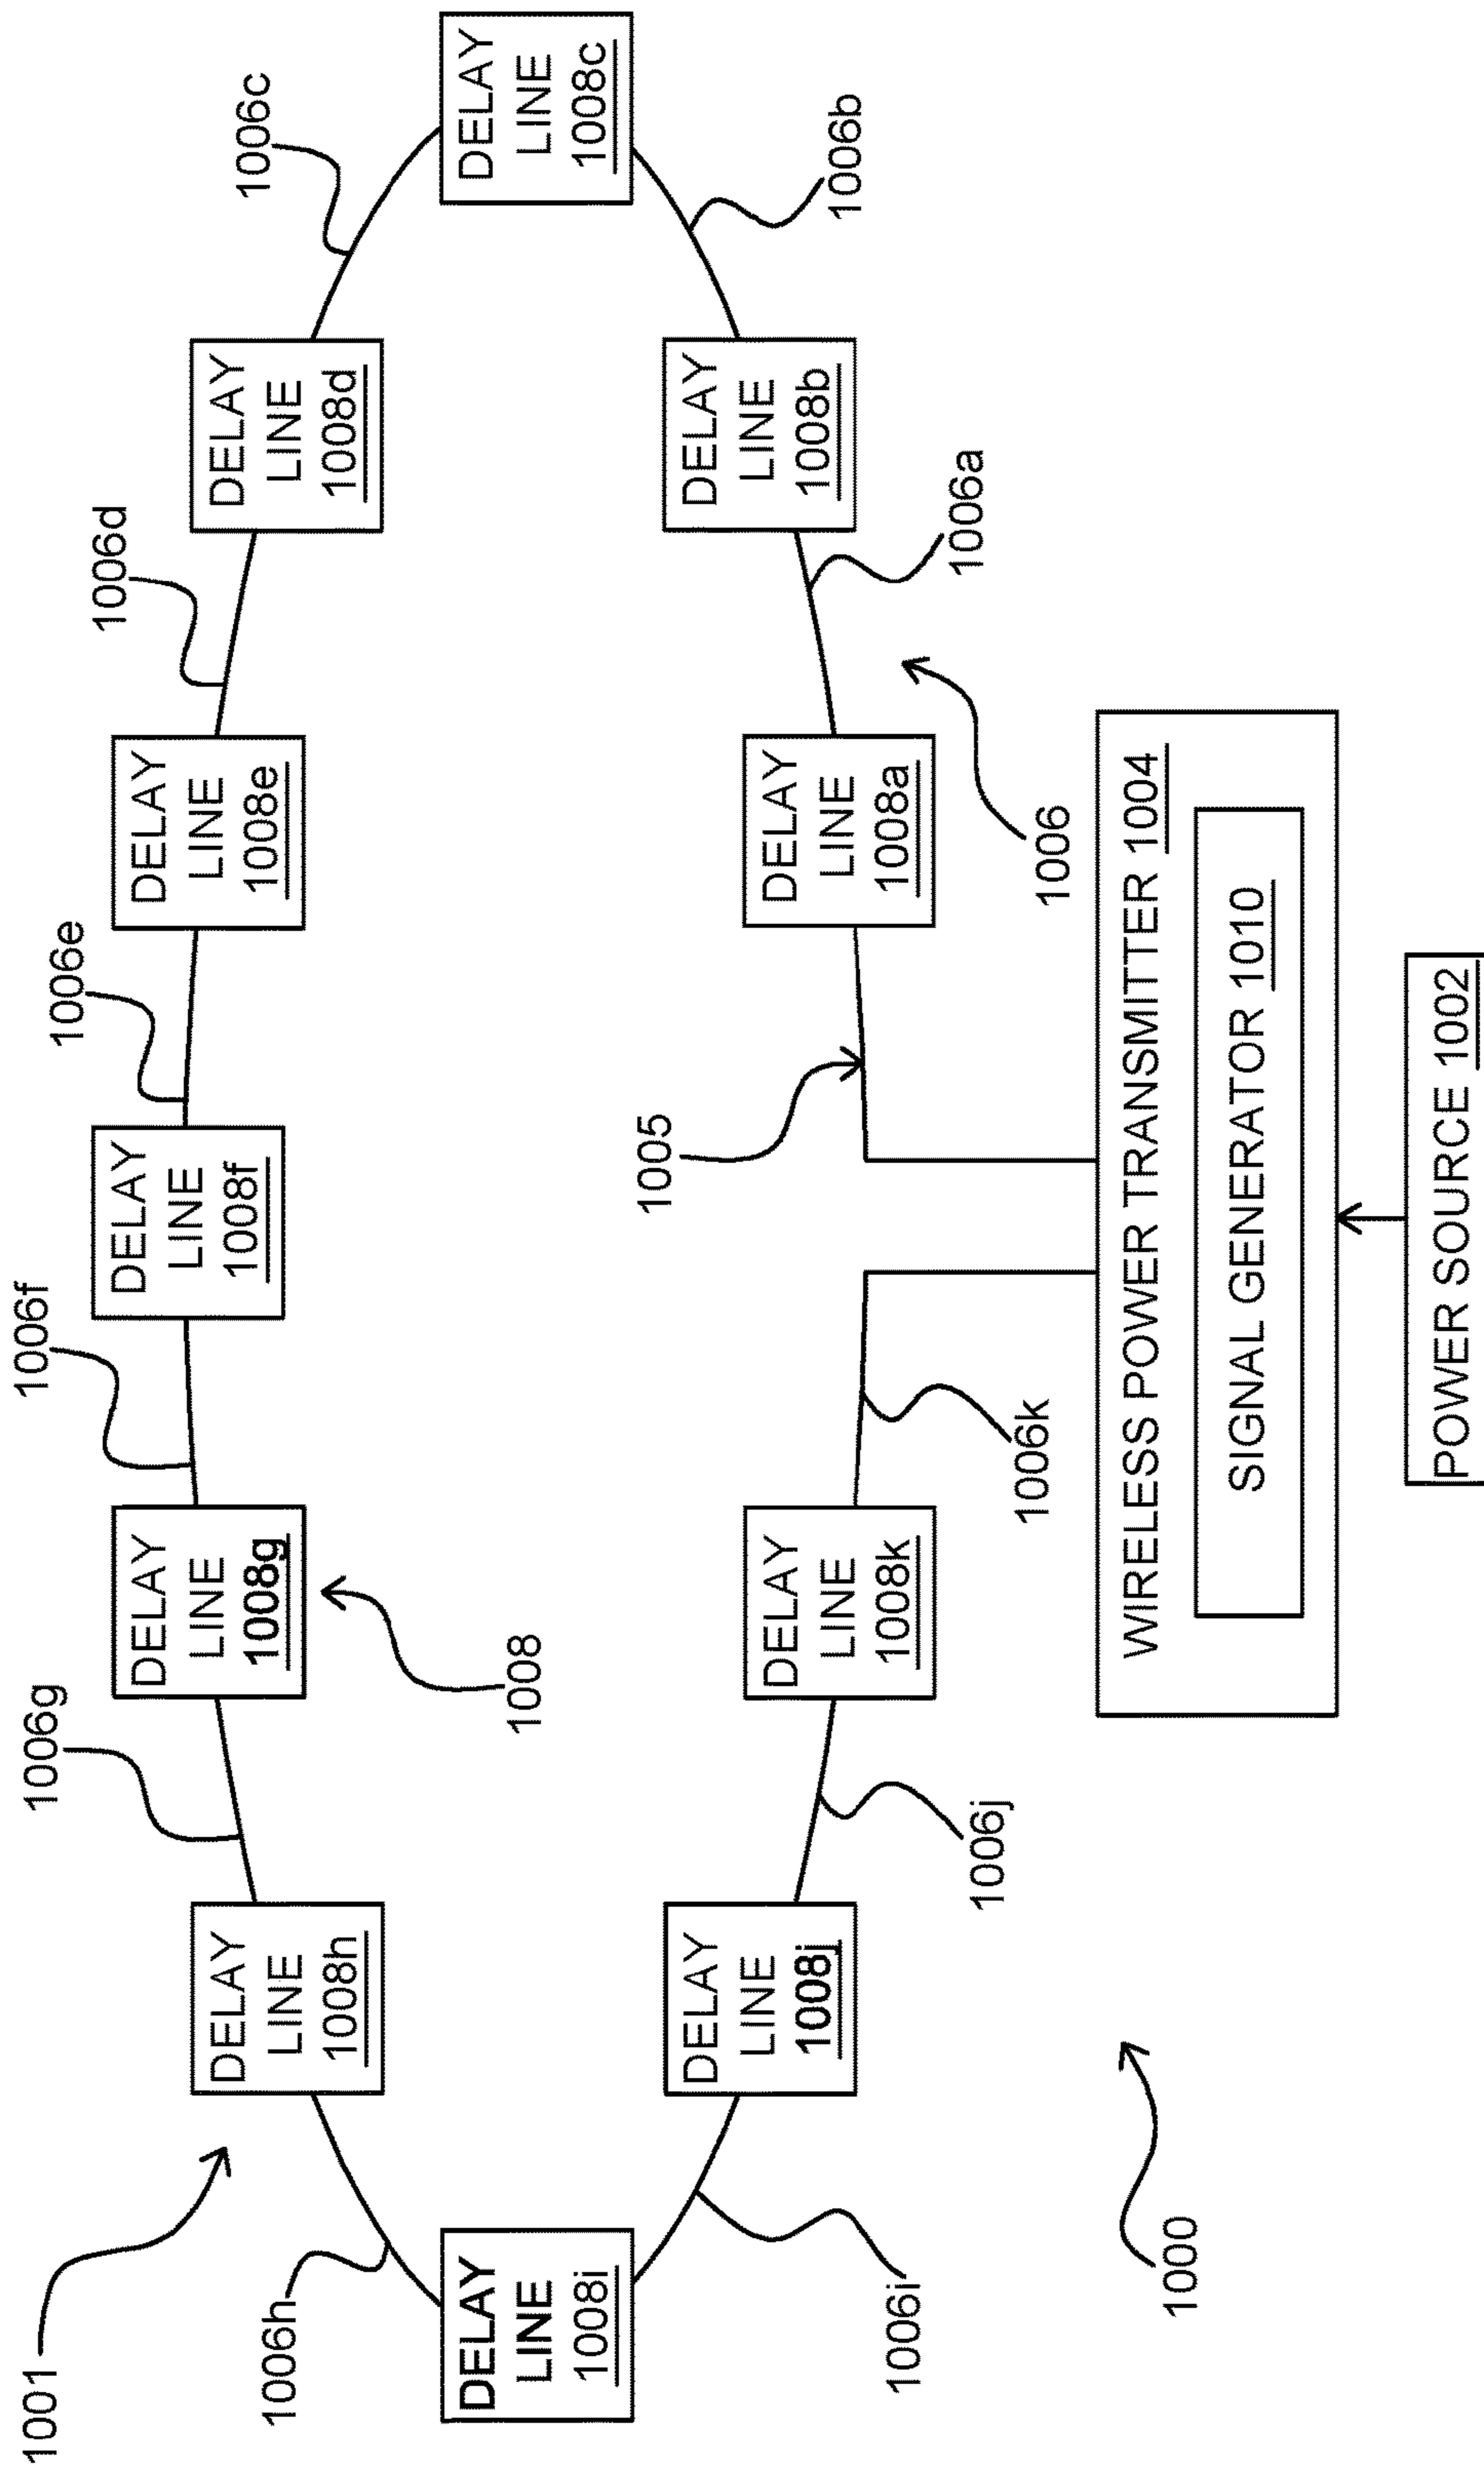 1001
1006g
1006f
1006e
1006d
1006c
DELAY
LINE
1008h
DELAY
LINE
1008g
DELAY
LINE
1008f
DELAY
LINE
1008e
DELAY
LINE
1008d
1006h
1008
DELAY
LINE
1008i
DELAY
LINE
1008c
1005
DELAY
LINE
1008j
DELAY
LINE
1008k
DELAY
LINE
1008a
DELAY
LINE
1008b
1006b
1006i
1006j
1006k
1006
1006a
1000
WIRELESS POWER TRANSMITTER 1004
SIGNAL GENERATOR 1010
POWER SOURCE 1002